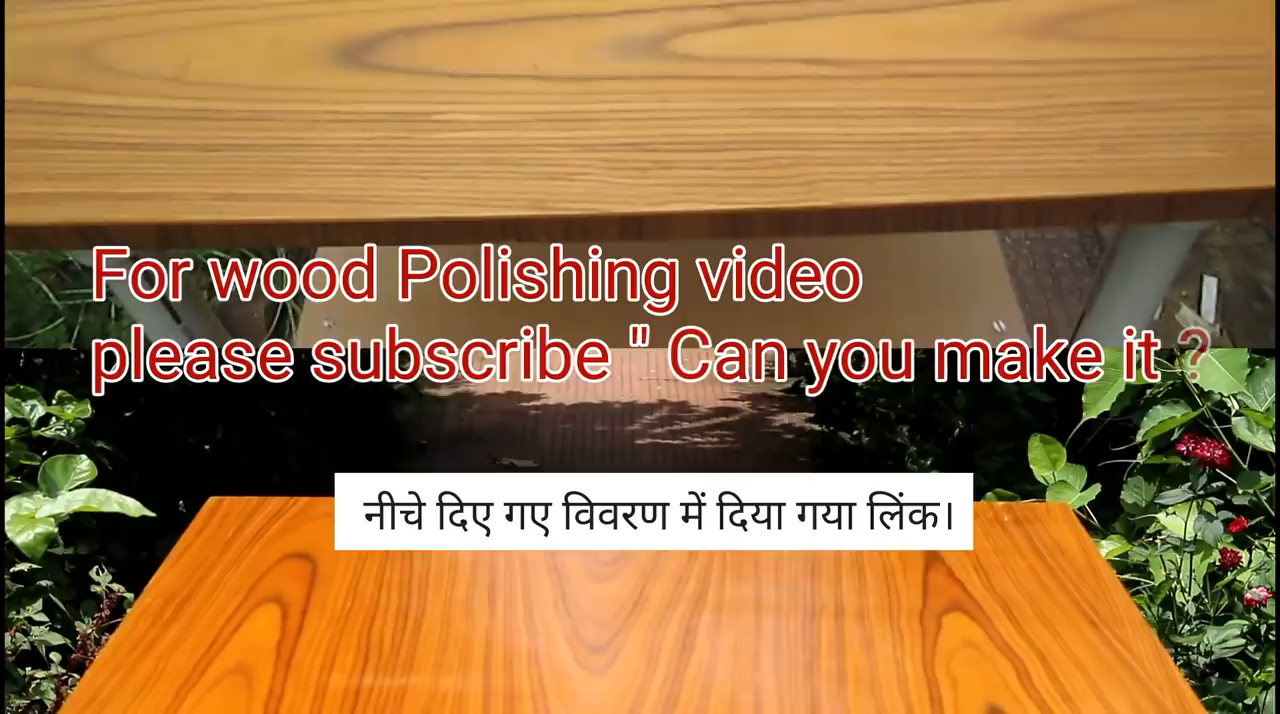 For wood Polishing video
please subscribe " Can you make it ?
नीचे दिए गए विवरण में दिया गया लिंक।